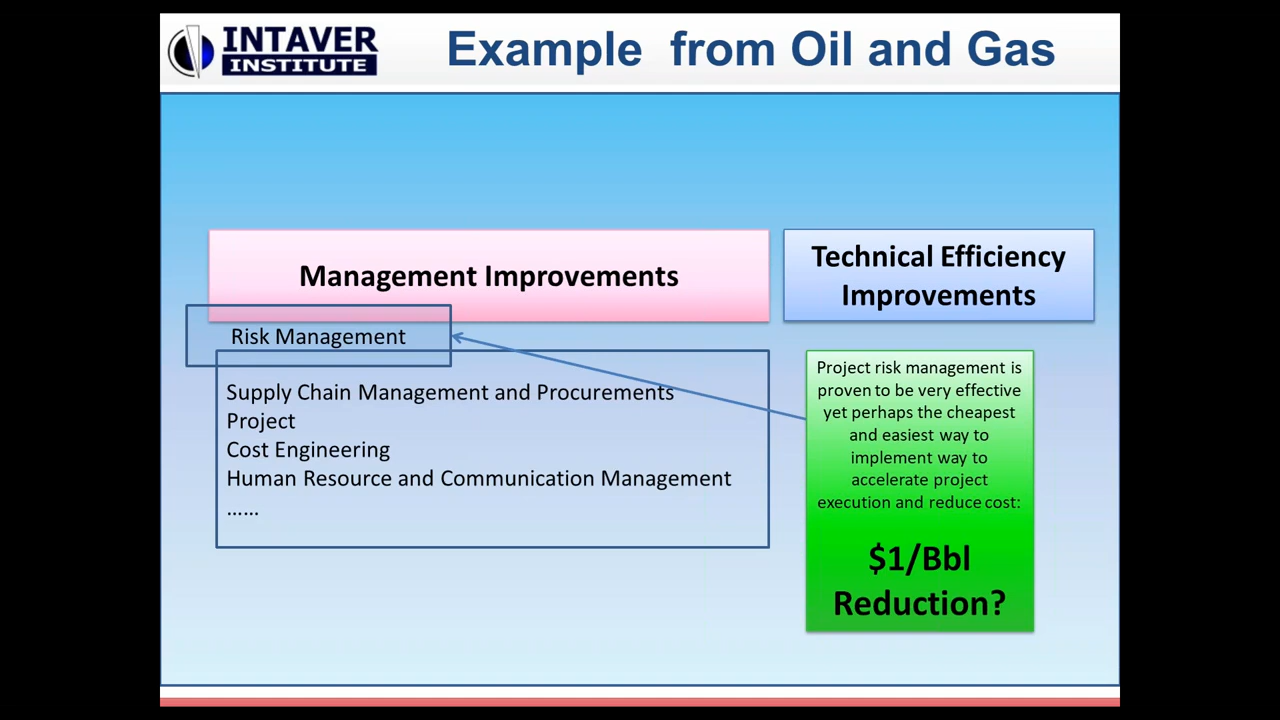 INTAVER
INSTITUTE
Example from Oil and Gas
Management Improvements
Technical Efficiency
Improvements
Risk Management
Supply Chain Management and Procurements
Project
Cost Engineering
Human Resource and Communication Management
......
Project risk management is
proven to be very effective
yet perhaps the cheapest
and easiest way to
implement way to
accelerate project
execution and reduce cost:
$1/Bbl
Reduction?